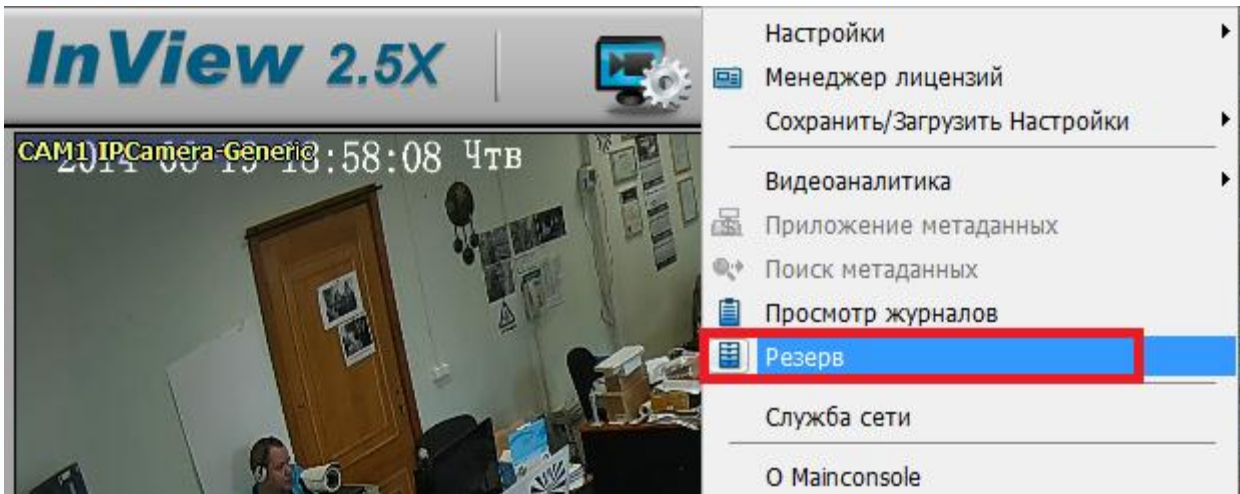 InView 2.5X
CAM1 IPCamera-Generic
18:58:08 Чтв
Настройки
Менеджер лицензий
Сохранить/Загрузить Настройки
Видеоаналитика
Приложение метаданных
Поиск метаданных
Просмотр журналов
Резерв
Служба сети
О Mainconsole